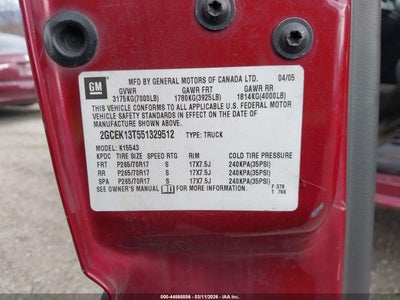 GM
MFD BY GENERAL MOTORS OF CANADA LTD. 04/05
GVWR GAWR FRT GAWR RR
3175KG(7000LB) 1780KG(3925LB) 1814KG(4000LB)
THIS VEHICLE CONFORMS TO ALL APPLICABLE U.S. FEDERAL MOTOR
VEHICLE SAFETY STANDARDS IN EFFECT ON THE DATE OF
MANUFACTURE SHOWN ABOVE.
2GCEK13T551329512 TYPE: TRUCK
MODEL: K15543
KPDC TIRE SIZE SPEED RTG RIM COLD TIRE PRESSURE
FRT P265/70R17 S 17X7.5J 240KPA(35PSI)
RR P265/70R17 S 17X7.5J 240KPA(35PSI)
SPA P265/70R17 S 17X7.5J 240KPA(35PSI)
SEE OWNER'S MANUAL FOR MORE INFORMATION.
000-44568858 - 03/11/2026 - IAAI CANADA